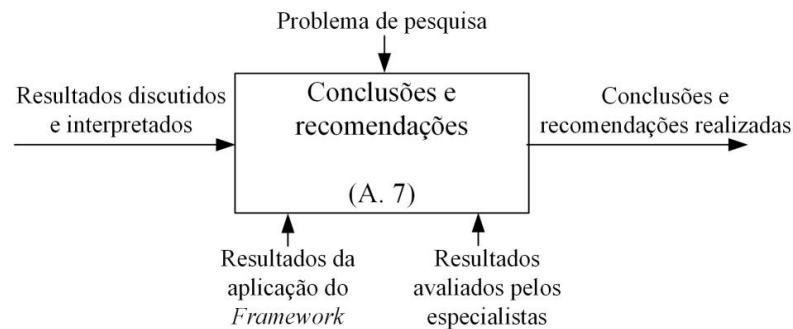 Problema de pesquisa
Resultados discutidos
e interpretados
Conclusões e
recomendações
(A. 7)
Conclusões e
recomendações realizadas
Resultados da
aplicação do
Framework
Resultados
avaliados pelos
especialistas